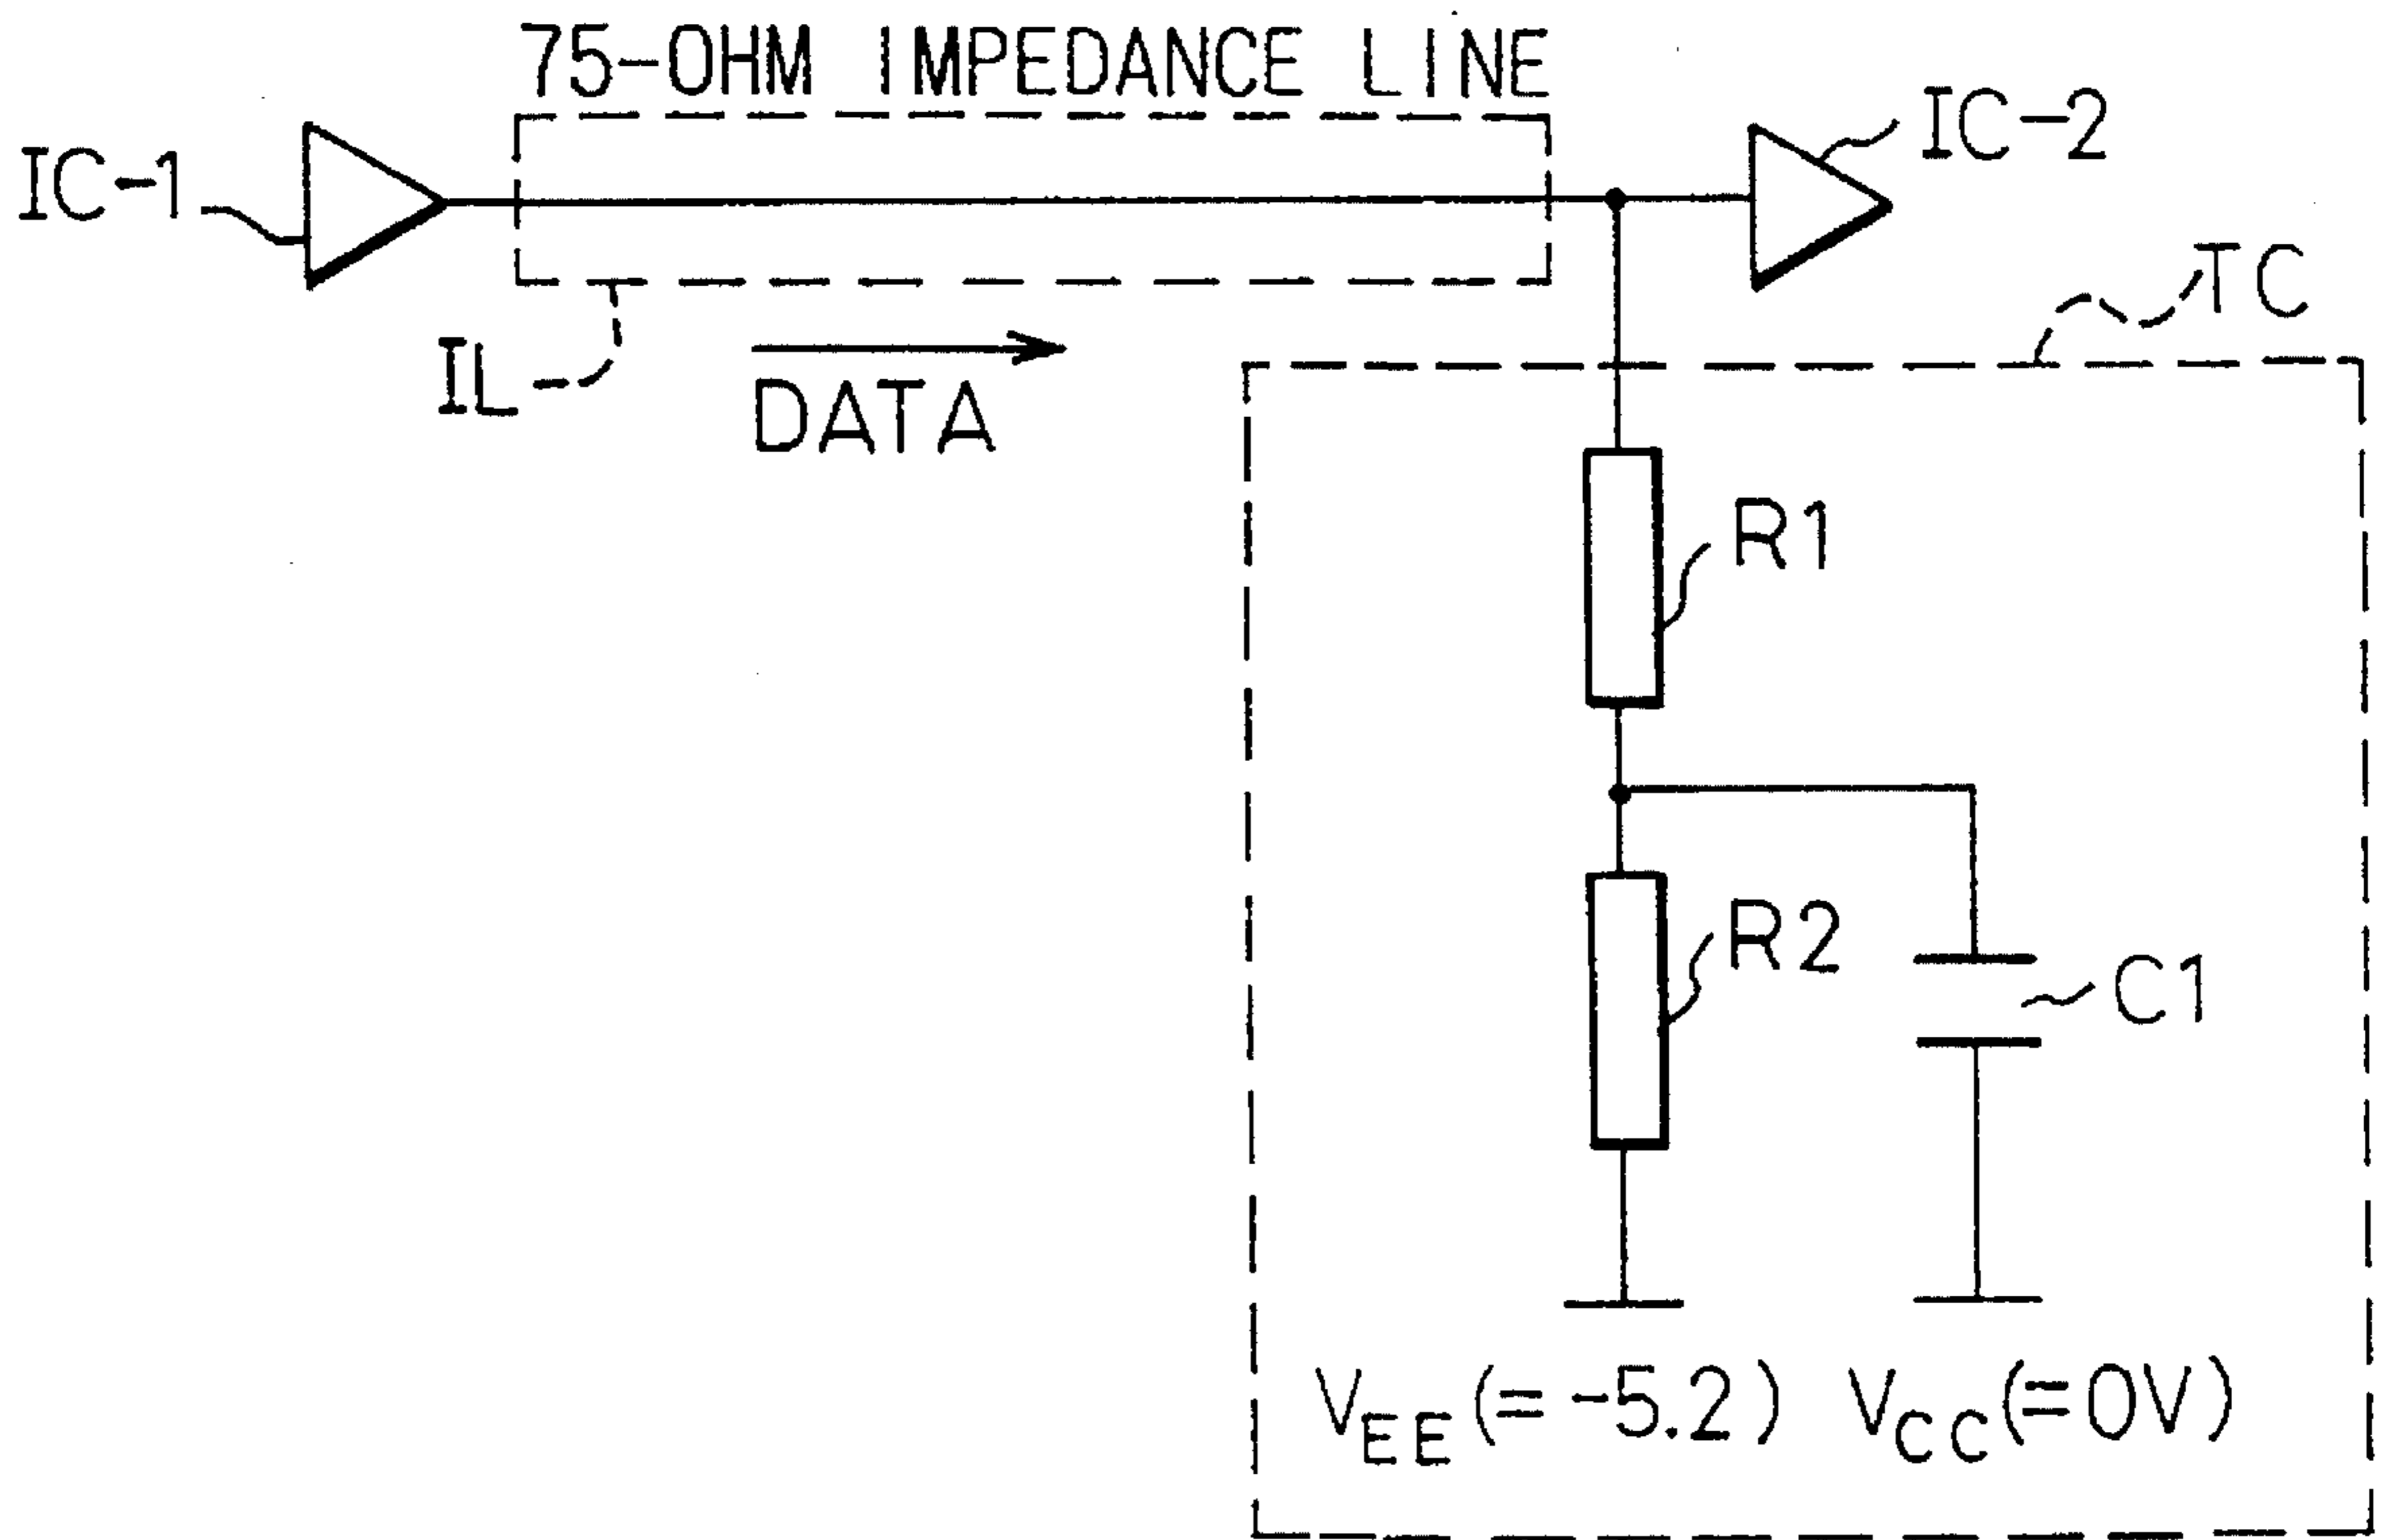 75-OHM IMPEDANCE LINE
IC-1
IC-2
TC
IL
DATA
R1
R2
C1
VEE (=-5.2) VCC (=0V)